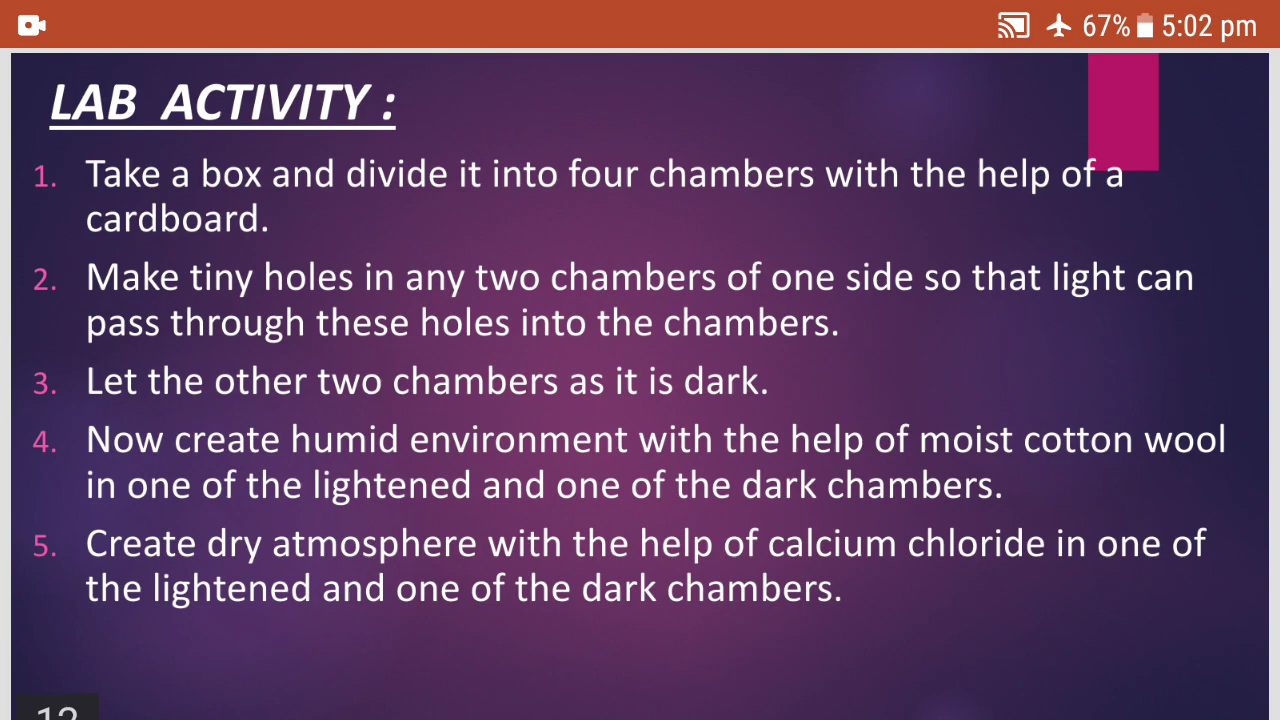 67% 5:02 pm
LAB ACTIVITY :
1. Take a box and divide it into four chambers with the help of a
cardboard.
2. Make tiny holes in any two chambers of one side so that light can
pass through these holes into the chambers.
3. Let the other two chambers as it is dark.
4. Now create humid environment with the help of moist cotton wool
in one of the lightened and one of the dark chambers.
5. Create dry atmosphere with the help of calcium chloride in one of
the lightened and one of the dark chambers.